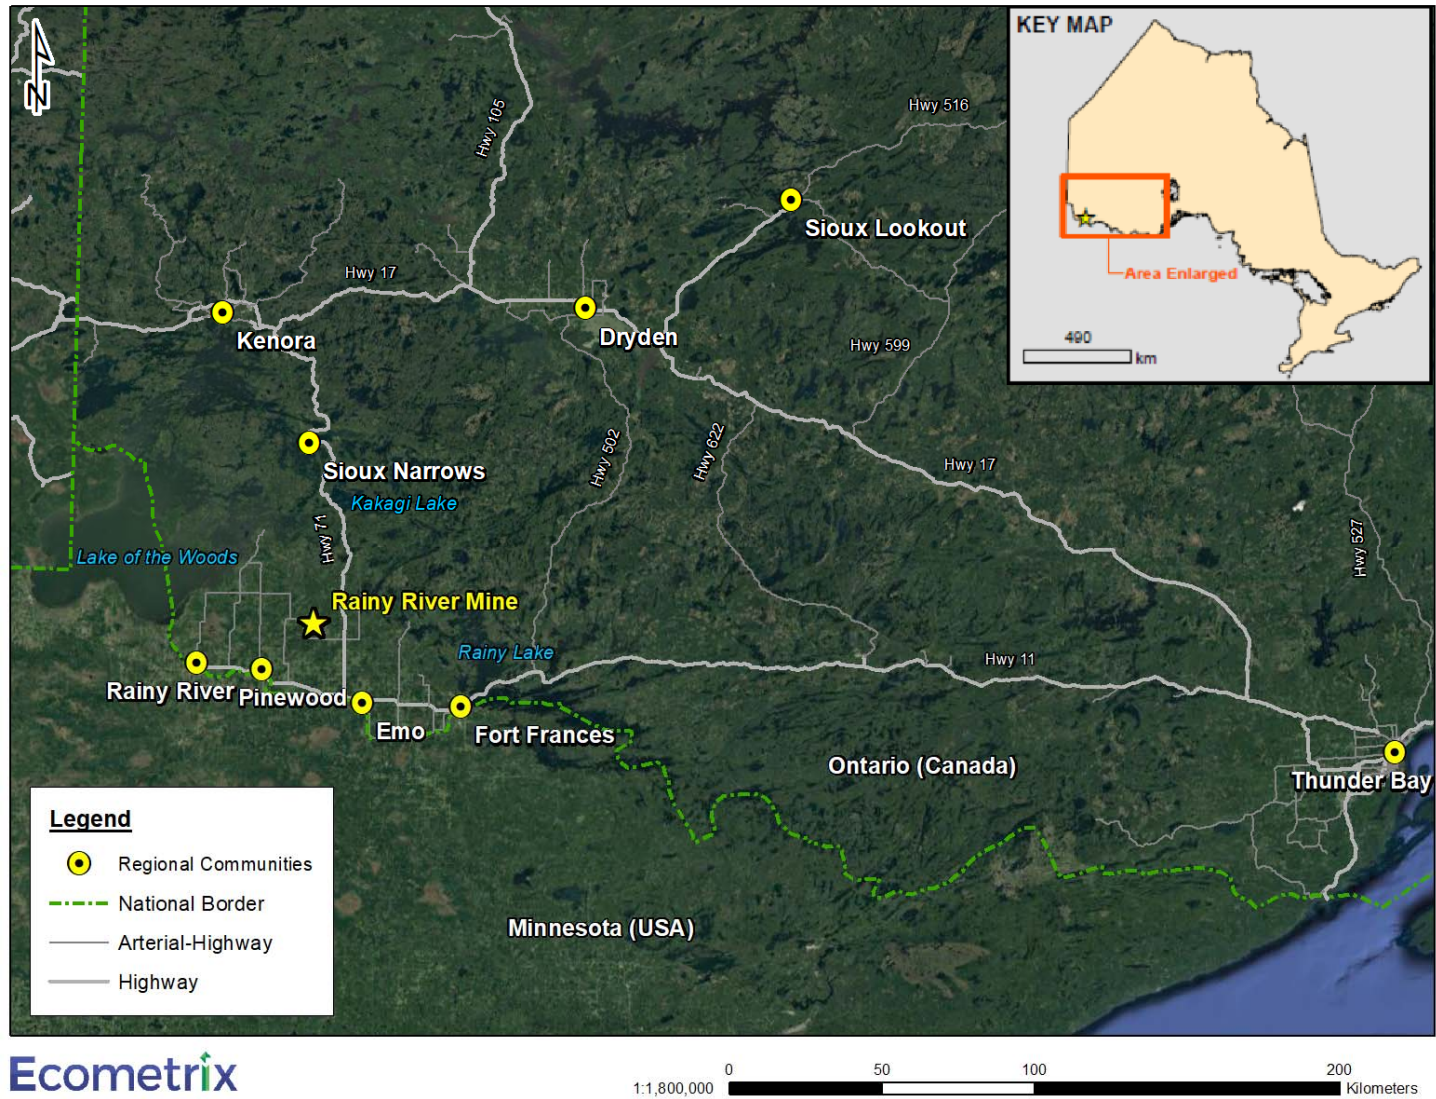 N
KEY MAP
Area Enlarged
490
km
Hwy 105
Hwy 516
Sioux Lookout
Hwy 17
Kenora
Dryden
Hwy 599
Sioux Narrows
Kakagi Lake
Hwy 502
Hwy 622
Hwy 17
Hwy 71
Hwy 527
Lake of the Woods
Rainy River Mine
Rainy Lake
Hwy 11
Rainy River
Pinewood
Emo
Fort Frances
Ontario (Canada)
Thunder Bay
Minnesota (USA)
Legend
Regional Communities
National Border
Arterial-Highway
Highway
Ecometrix
0 50 100 200
1:1,800,000 Kilometers